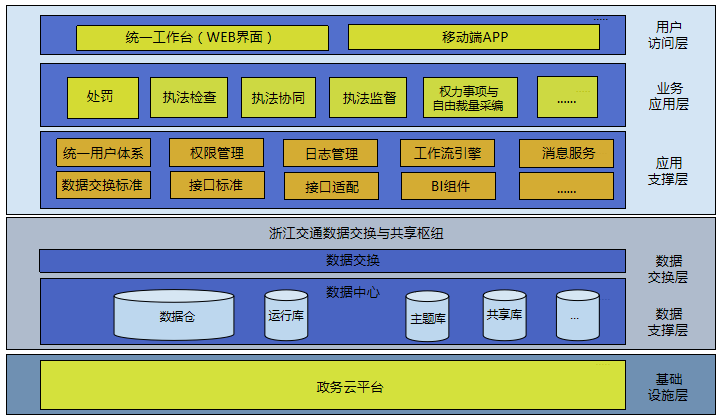 ......
统一工作台（WEB界面）
移动端APP
用户
访问层
处罚
执法检查
执法协同
执法监督
权力事项与
自由裁量采编
......
业务
应用层
统一用户体系
权限管理
日志管理
工作流引擎
消息服务
数据交换标准
接口标准
接口适配
BI组件
......
应用
支撑层
浙江交通数据交换与共享枢纽
数据交换
数据
交换层
数据中心
数据仓
运行库
主题库
共享库
...
数据
支撑层
政务云平台
基础
设施层